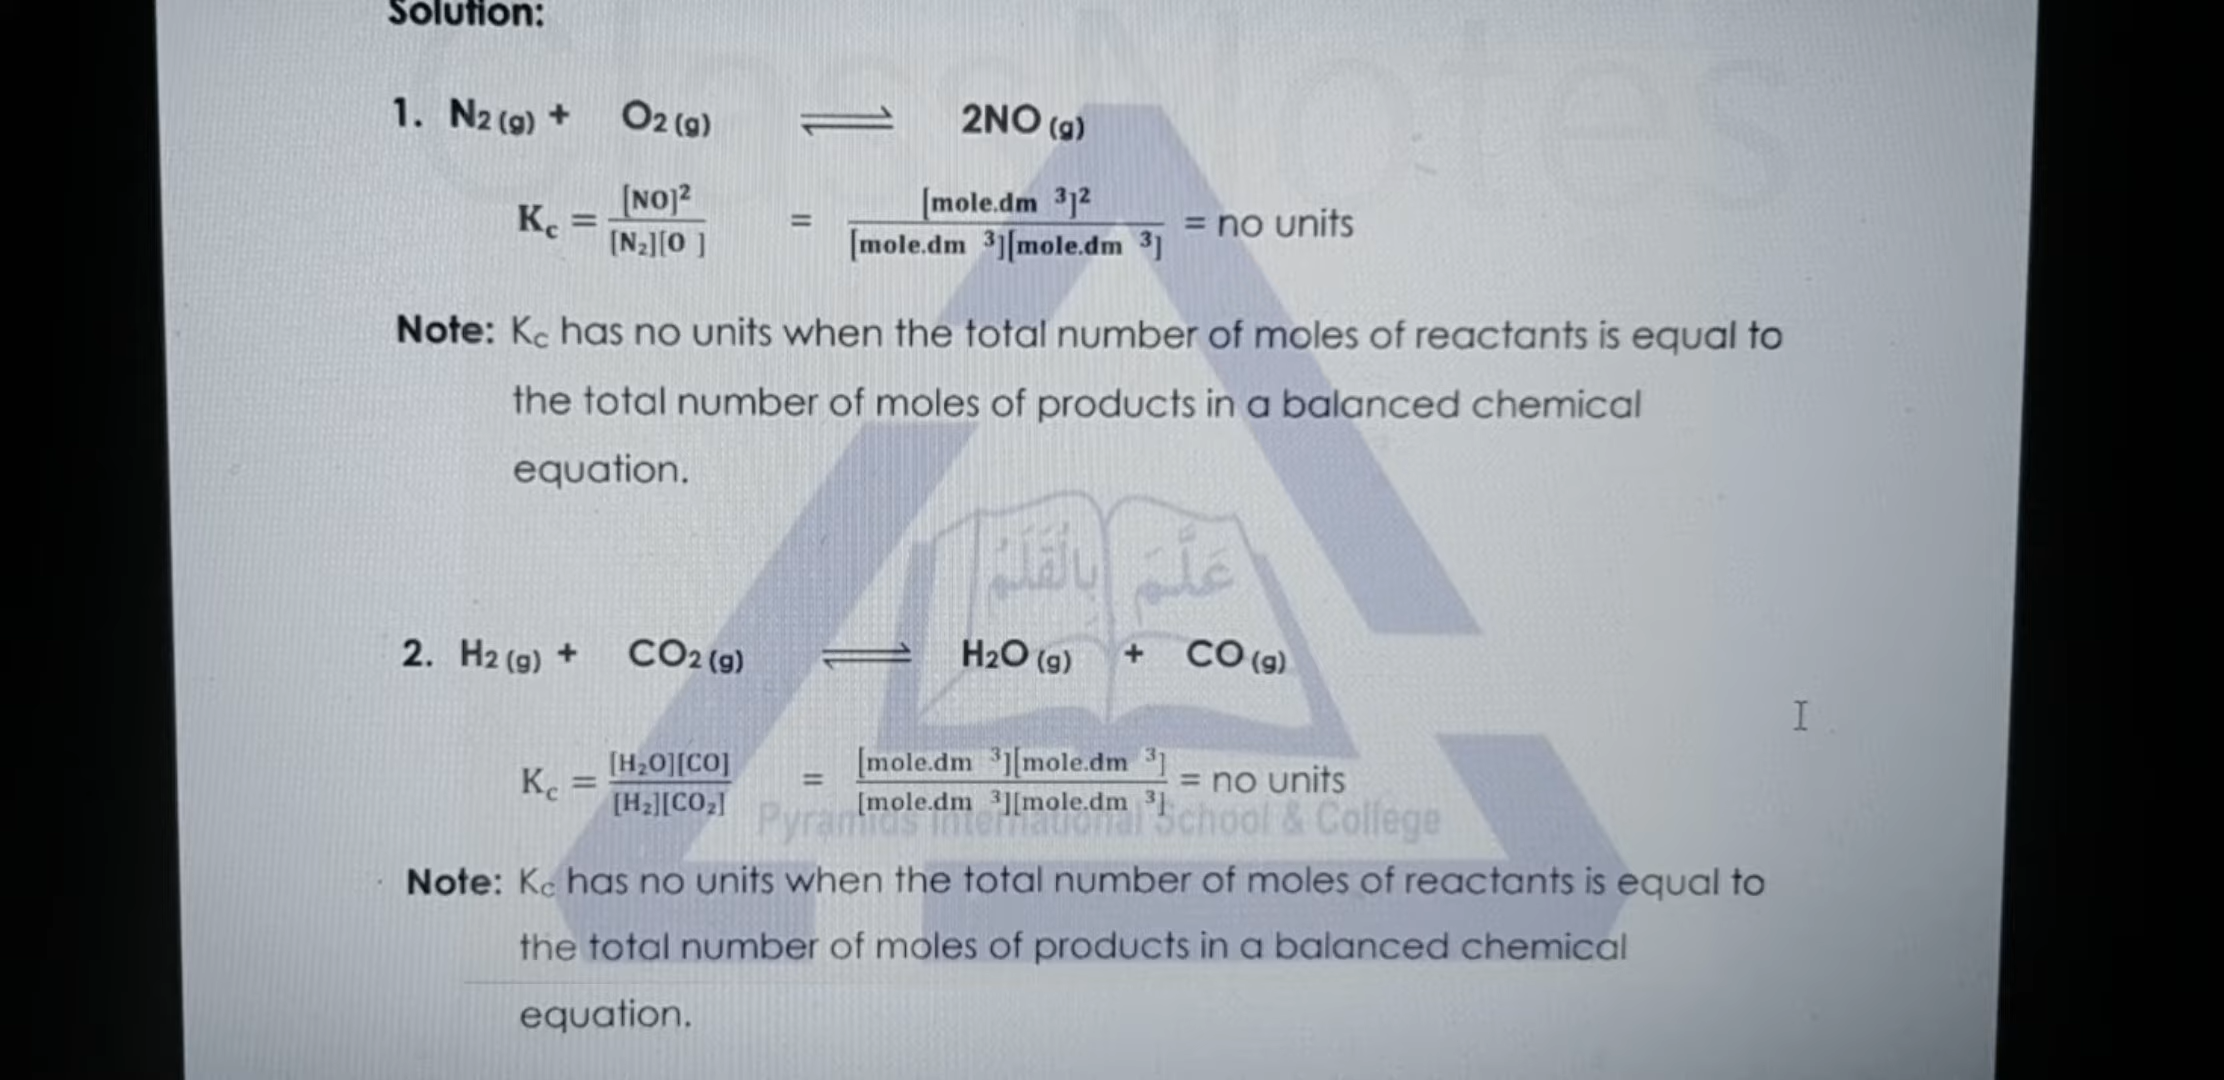 Solution:
1. N2 (g) + O2 (g) ⇌ 2NO (g)
Kc = [NO]² / [N₂][O ] = [mole.dm ³]² / [mole.dm ³][mole.dm ³] = no units
Note: Kc has no units when the total number of moles of reactants is equal to
the total number of moles of products in a balanced chemical
equation.
عَلَّمَ بِالْقَلَمِ
2. H2 (g) + CO2 (g) ⇌ H2O (g) + CO (g)
Kc = [H₂O][CO] / [H₂][CO₂] = [mole.dm ³][mole.dm ³] / [mole.dm ³][mole.dm ³] = no units
Pyramids International School & College
Note: Kc has no units when the total number of moles of reactants is equal to
the total number of moles of products in a balanced chemical
equation.